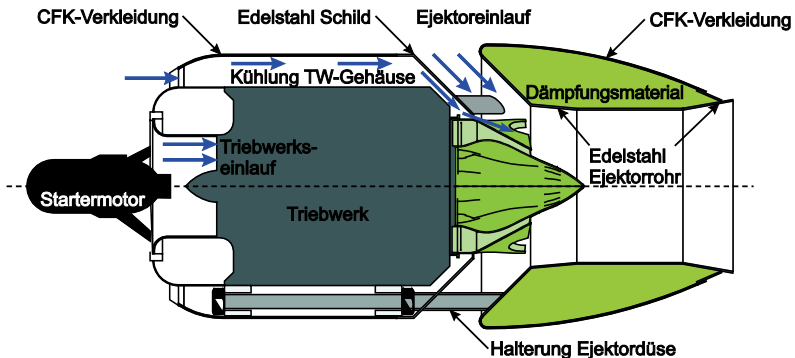 CFK-Verkleidung
Edelstahl Schild
Ejektoreinlauf
CFK-Verkleidung
Kühlung TW-Gehäuse
Dämpfungsmaterial
Triebwerks-
einlauf
Edelstahl
Ejektorrohr
Startermotor
Triebwerk
Halterung Ejektordüse